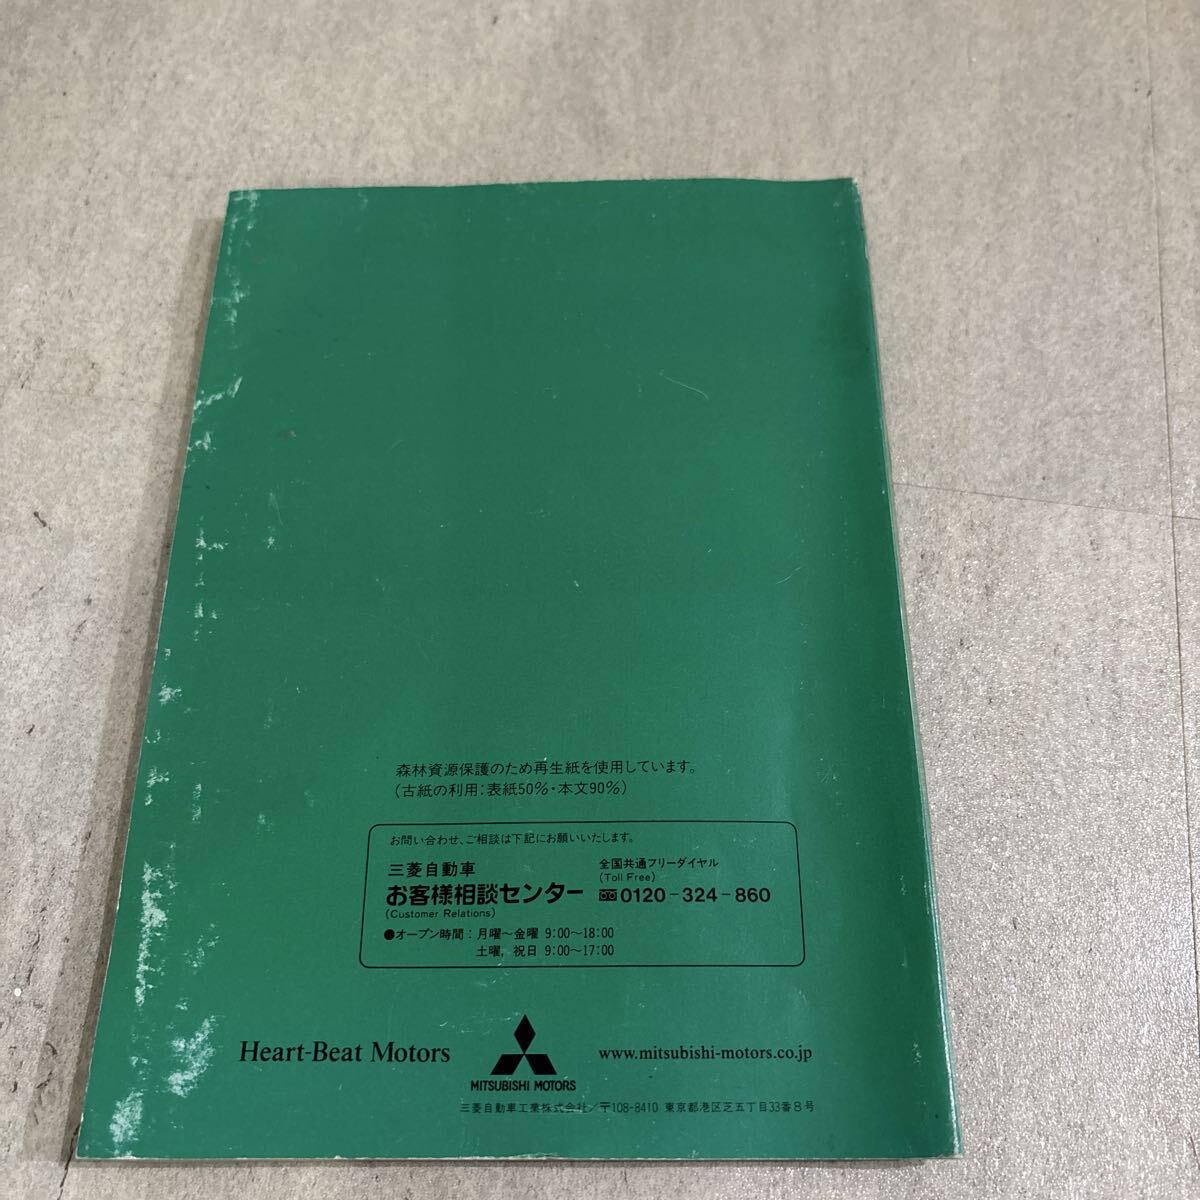 森林資源保護のため再生紙を使用しています。
(古紙の利用:表紙50%・本文90%)
お問い合わせ、ご相談は下記にお願いいたします。
三菱自動車
お客様相談センター
(Customer Relations)
全国共通フリーダイヤル
(Toll Free)
0120-324-860
●オープン時間:月曜〜金曜 9:00〜18:00
土曜,祝日 9:00〜17:00
Heart-Beat Motors
MITSUBISHI MOTORS
www.mitsubishi-motors.co.jp
三菱自動車工業株式会社/〒108-8410 東京都港区芝五丁目33番8号